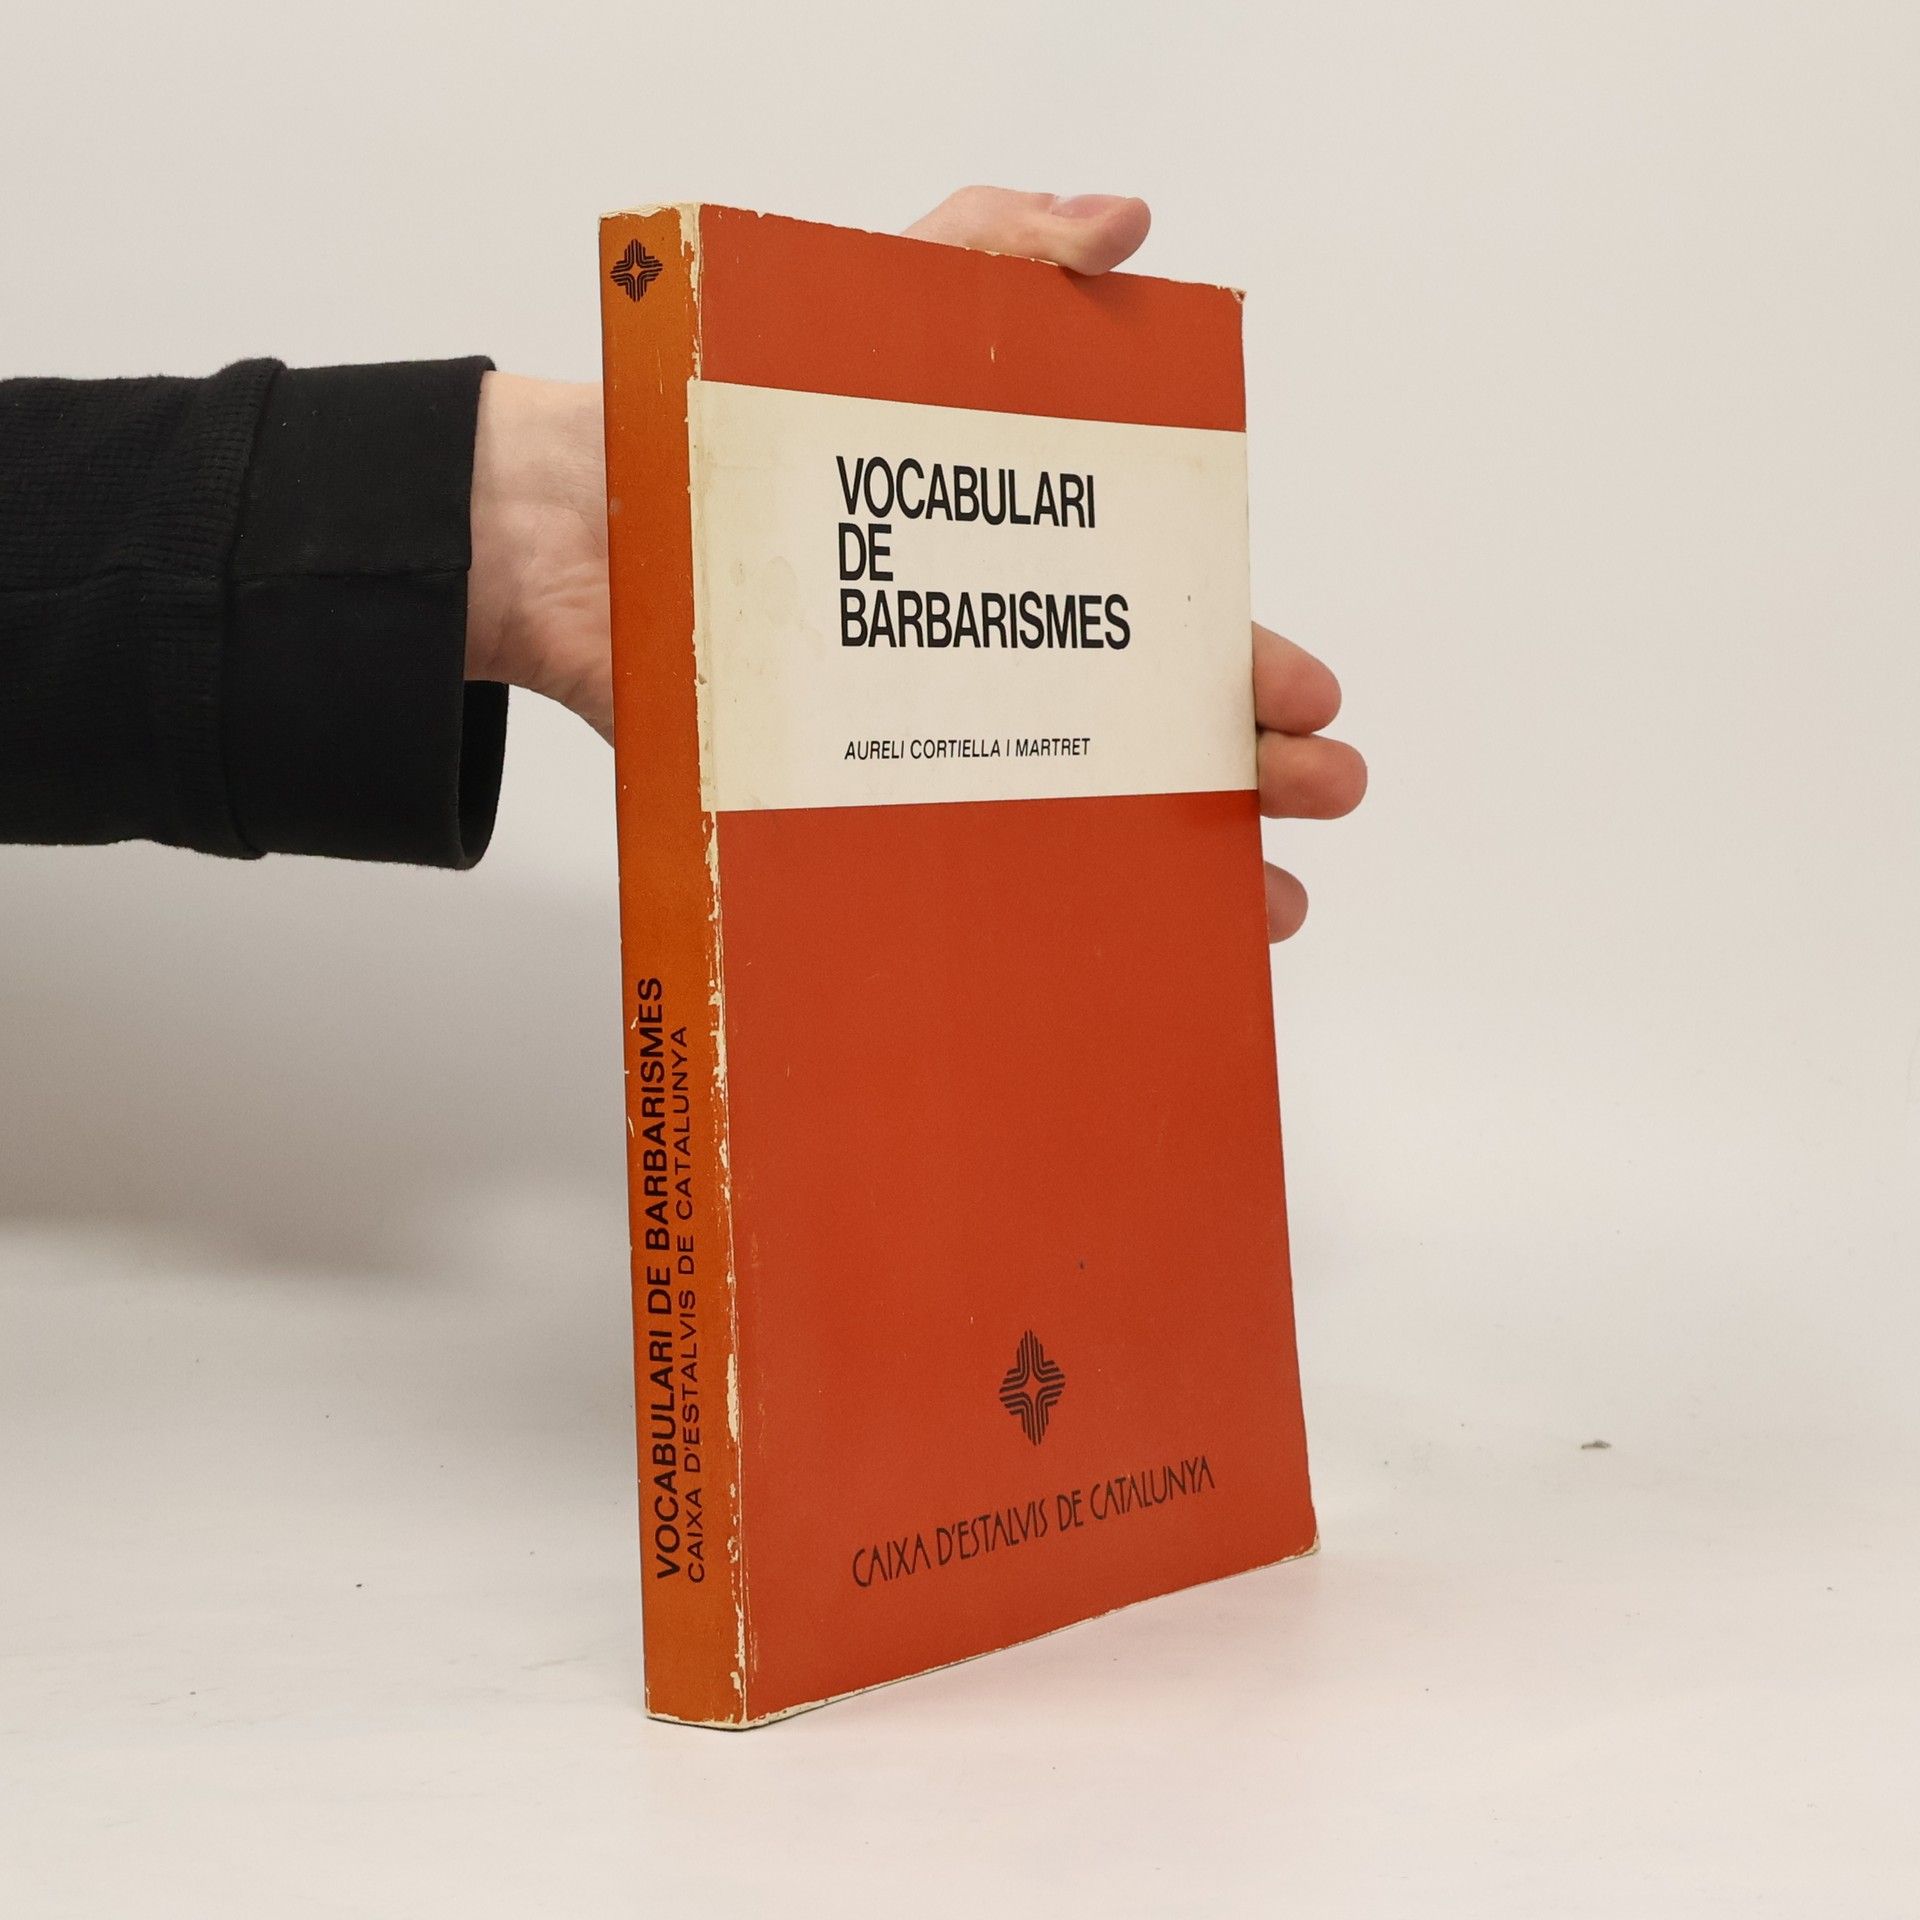 VOCABULARI
DE
BARBARISMES
AURELI CORTIELLA I MARTRET
CAIXA D'ESTALVIS DE CATALUNYA
VOCABULARI DE BARBARISMES
CAIXA D'ESTALVIS DE CATALUNYA